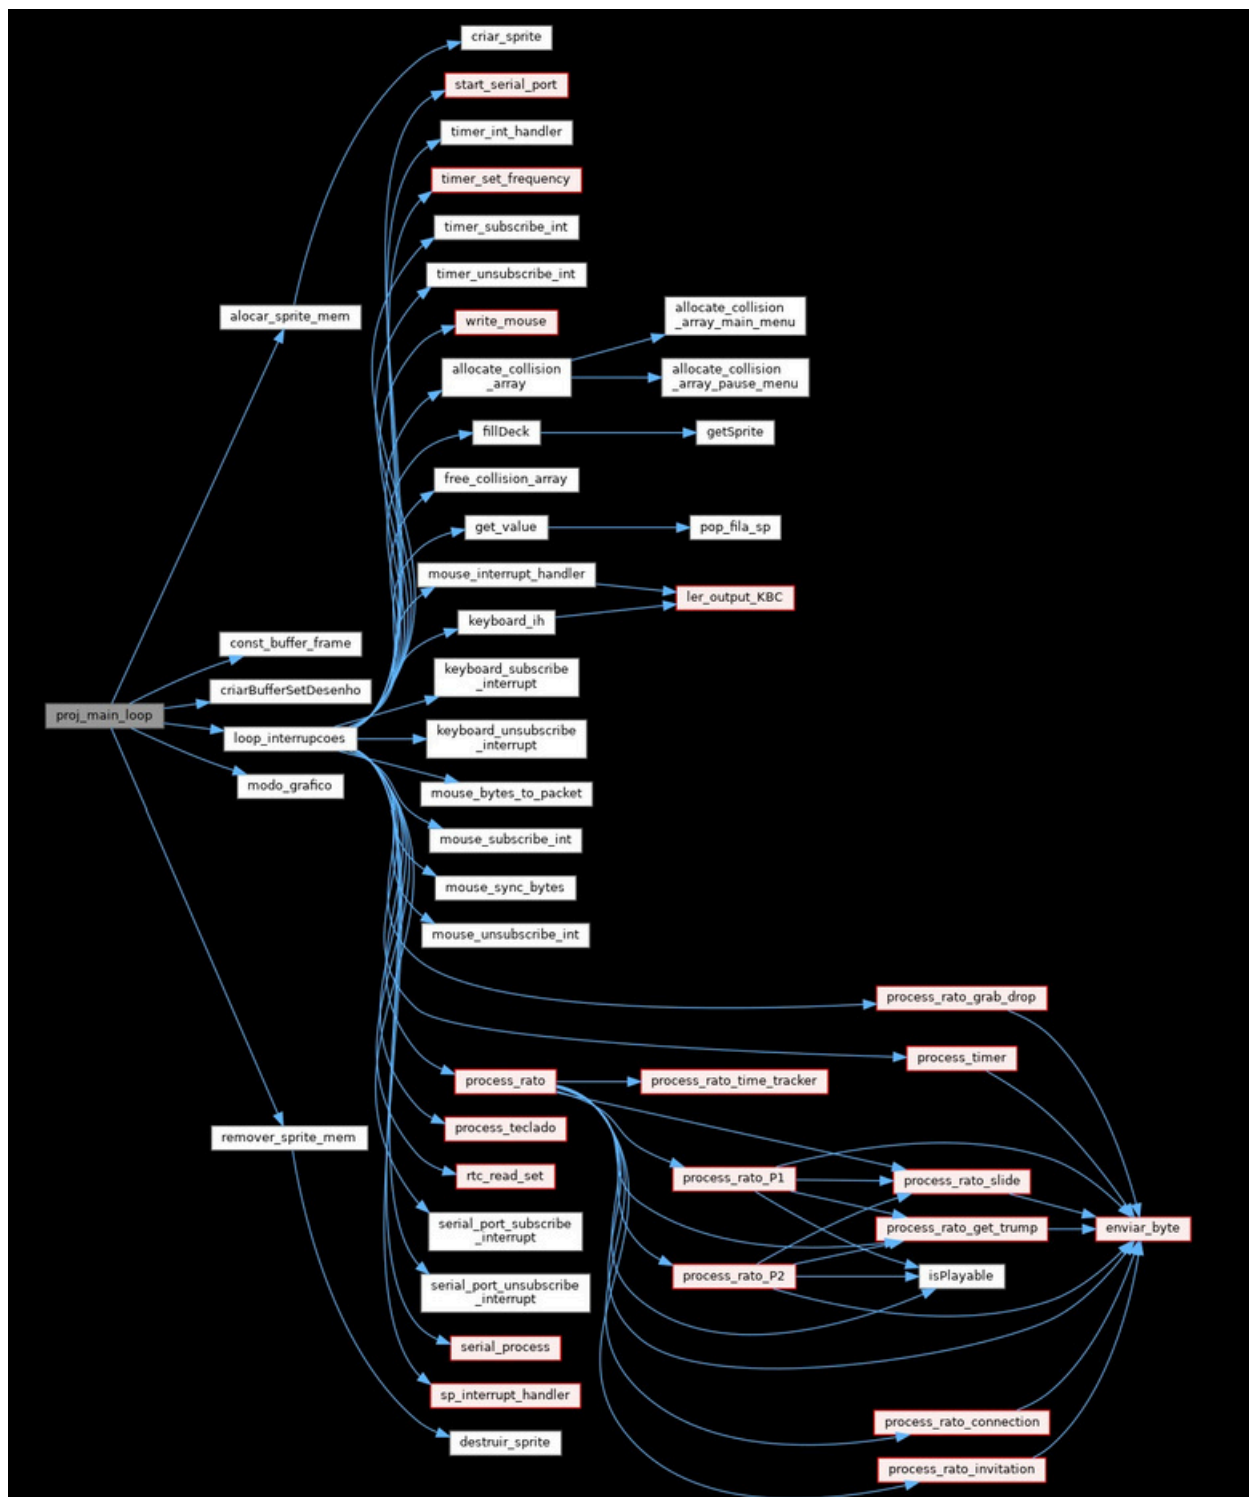 criar_sprite
start_serial_port
timer_int_handler
timer_set_frequency
timer_subscribe_int
timer_unsubscribe_int
alocar_sprite_mem
write_mouse
allocate_collision
_array_main_menu
allocate_collision
_array
allocate_collision
_array_pause_menu
fillDeck
getSprite
free_collision_array
get_value
pop_fila_sp
mouse_interrupt_handler
ler_output_KBC
keyboard_ih
const_buffer_frame
keyboard_subscribe
_interrupt
criarBufferSetDesenho
proj_main_loop
loop_interrupcoes
keyboard_unsubscribe
_interrupt
modo_grafico
mouse_bytes_to_packet
mouse_subscribe_int
mouse_sync_bytes
mouse_unsubscribe_int
process_rato_grab_drop
process_timer
process_rato
process_rato_time_tracker
process_teclado
remover_sprite_mem
rtc_read_set
process_rato_P1
process_rato_slide
serial_port_subscribe
_interrupt
process_rato_get_trump
enviar_byte
process_rato_P2
isPlayable
serial_port_unsubscribe
_interrupt
serial_process
sp_interrupt_handler
process_rato_connection
destruir_sprite
process_rato_invitation